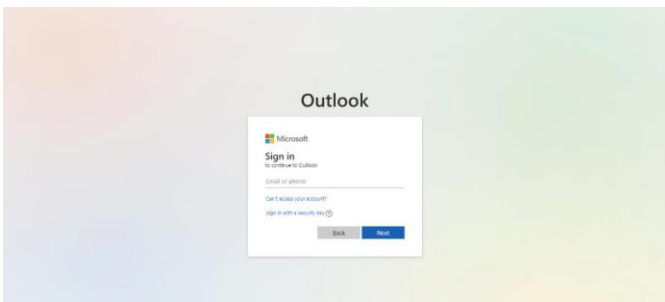 Outlook
Microsoft
Sign in
to continue to Outlook
Email or phone
Can't access your account?
Sign in with a security key
Back
Next